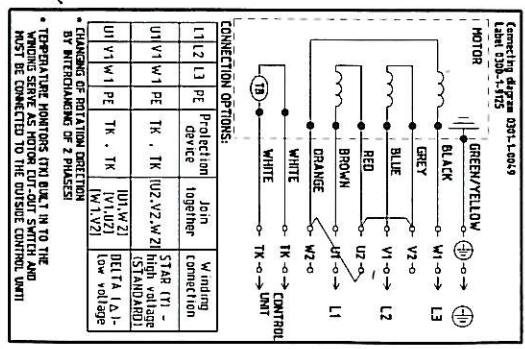 Connecting diagram 0301-1-0049
Label 0300-1-9125
MOTOR
GREEN/YELLOW
BLACK W1 L3
GREY V2
BLUE V1 L2
RED U2
BROWN U1 L1
ORANGE W2
WHITE TK CONTROL
WHITE TK UNIT
TB
CONNECTION OPTIONS:
L1 L2 L3 PE Protection device Join together Winding connection
U1 V1 W1 PE TK , TK (U2.V2.W2) STAR (Y) - high voltage (STANDARD)
U1 V1 W1 PE TK , TK [U1.W2] [V1.U2] [W1.V2] DELTA (Δ)- low voltage
• CHANGING OF ROTATION DIRECTION
BY INTERCHANGING OF 2 PHASES!
• TEMPERATURE MONITORS (TK) BUILT IN TO THE
WINDING SERVE AS MOTOR CUT-OUT SWITCH AND
MUST BE CONNECTED TO THE OUTSIDE CONTROL UNIT!